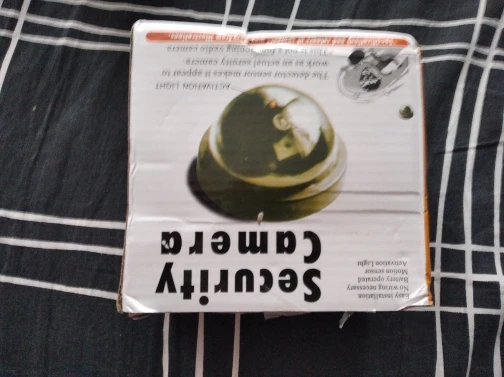 Security
Camera
Easy installation
No wiring necessary
Battery operated
Motion sensor
Activation Light
ACTIVATION LIGHT
The detector sensor makes it appear to
work as an actual security camera